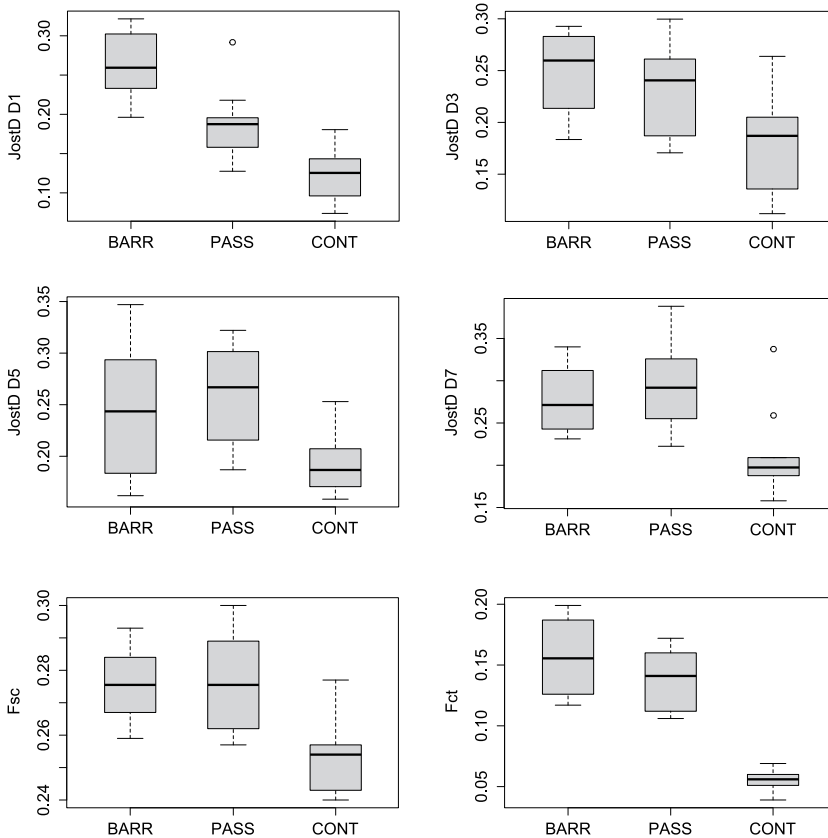 JostD D1
0.30
0.20
0.10
BARR PASS CONT
JostD D3
0.30
0.25
0.20
0.15
BARR PASS CONT
JostD D5
0.35
0.30
0.25
0.20
BARR PASS CONT
JostD D7
0.35
0.25
0.15
BARR PASS CONT
Fsc
0.30
0.28
0.26
0.24
BARR PASS CONT
Fct
0.20
0.15
0.10
0.05
BARR PASS CONT